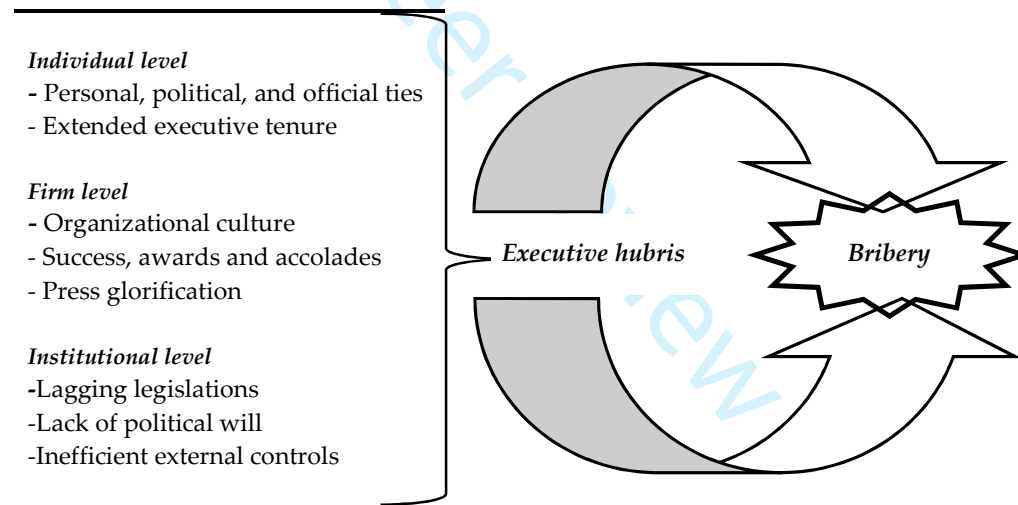 Individual level
- Personal, political, and official ties
- Extended executive tenure
Firm level
- Organizational culture
- Success, awards and accolades
- Press glorification
Institutional level
-Lagging legislations
-Lack of political will
-Inefficient external controls
Executive hubris
Bribery